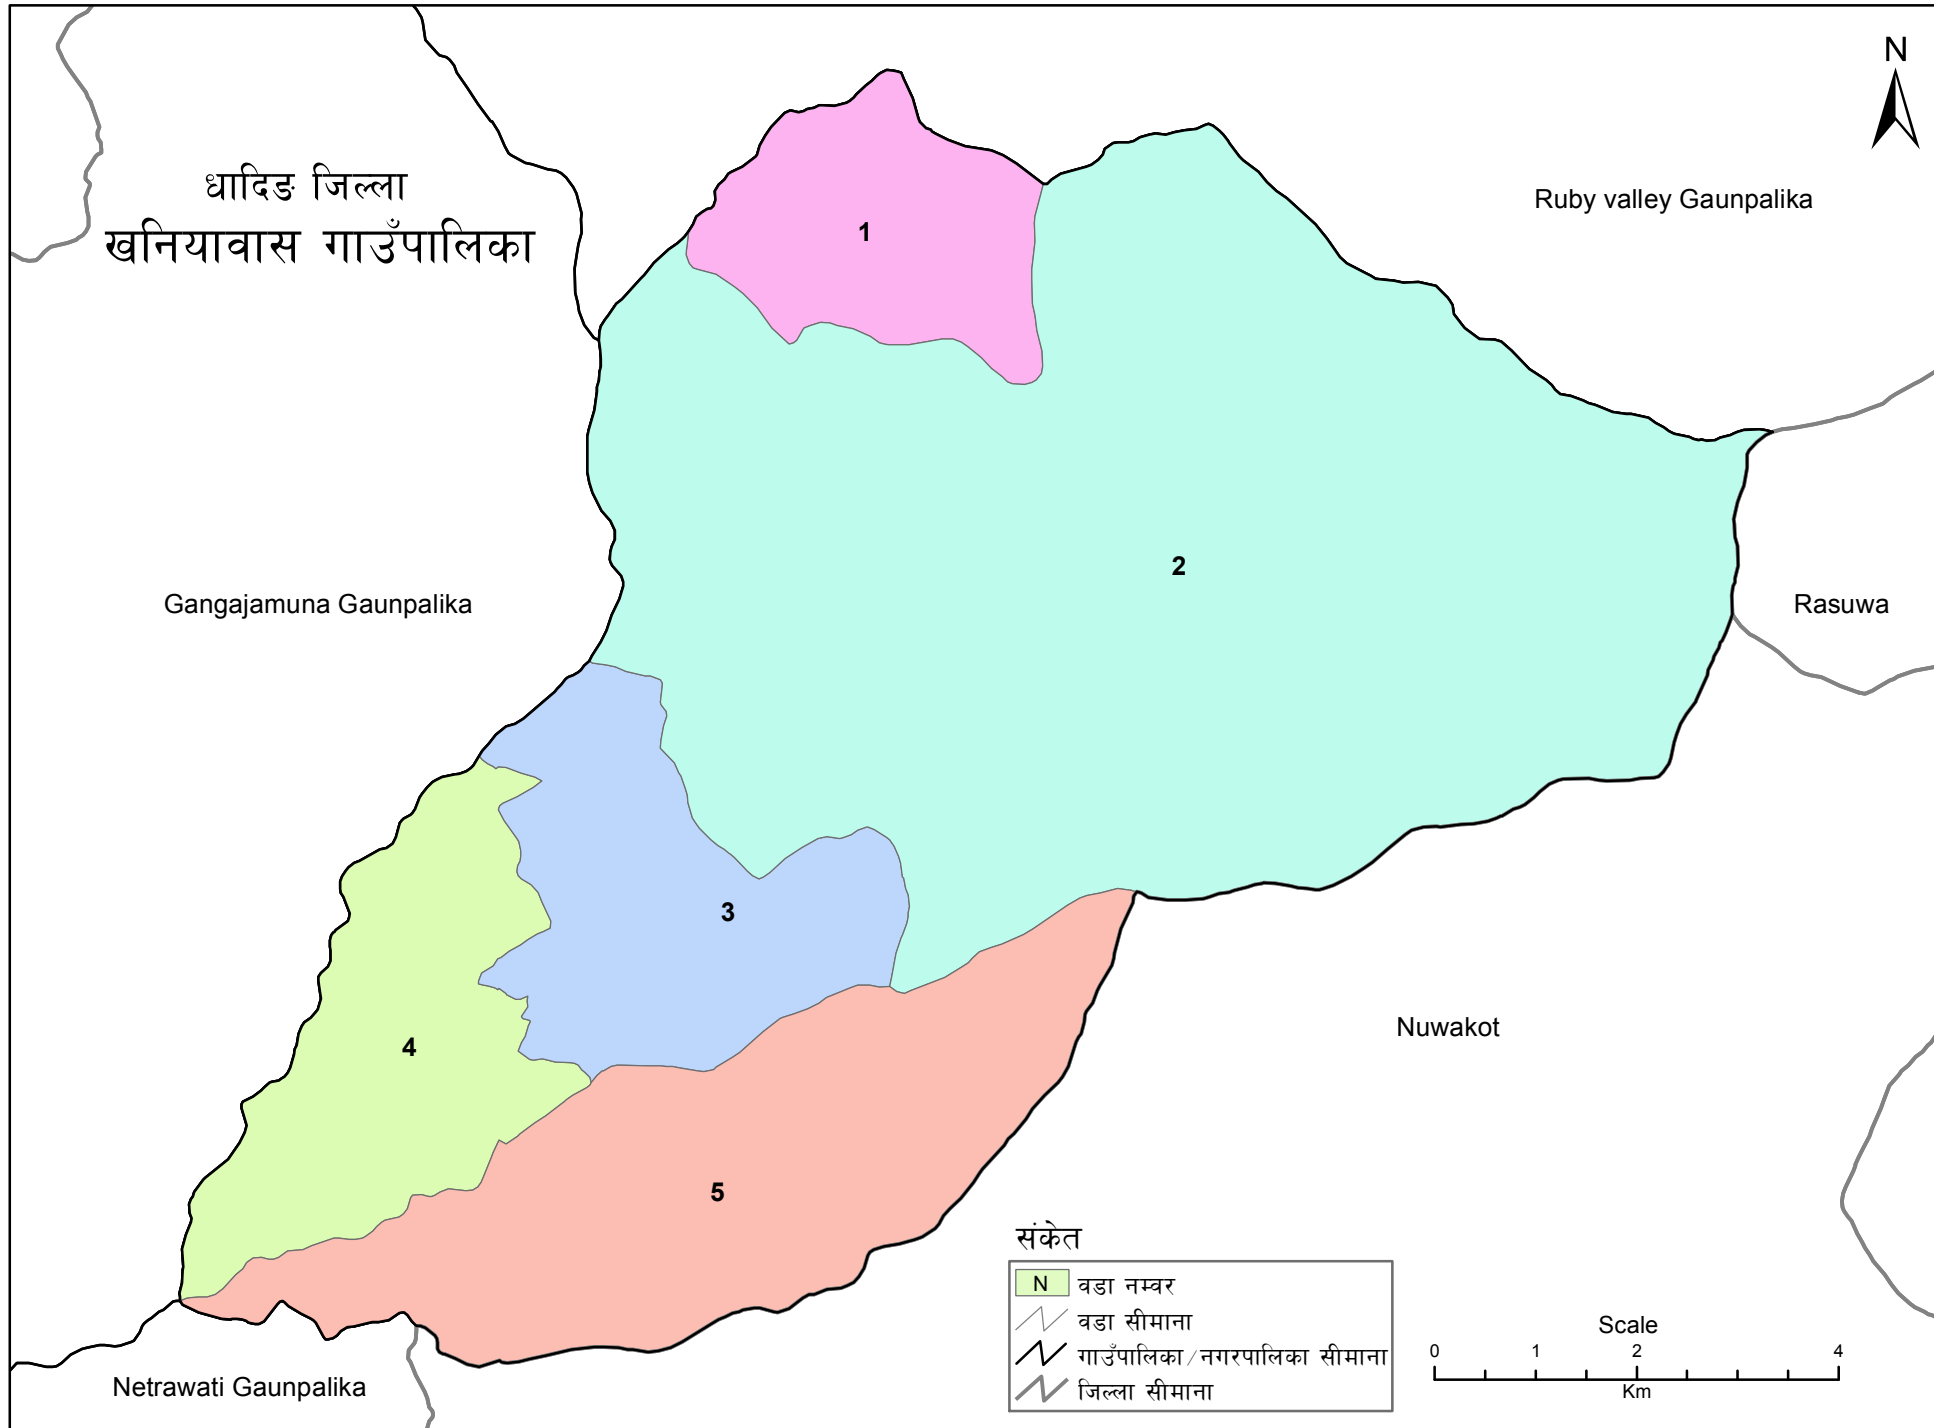 N
धादिङ जिल्ला
खनियावास गाउँपालिका
Ruby valley Gaunpalika
1
2
Gangajamuna Gaunpalika
Rasuwa
3
4
Nuwakot
5
संकेत
N वडा नम्वर
वडा सीमाना
गाउँपालिका/नगरपालिका सीमाना
जिल्ला सीमाना
Scale
0 1 2 4
Km
Netrawati Gaunpalika